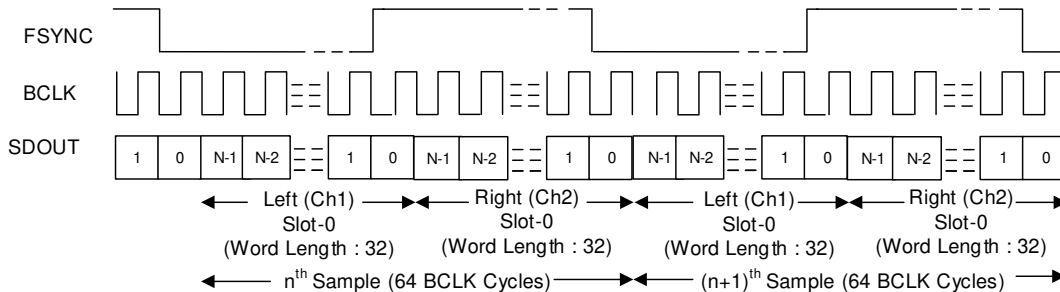 FSYNC
BCLK
SDOUT
1 0 N-1 N-2 1 0 N-1 N-2 1 0 N-1 N-2 1 0 N-1 N-2 1 0
Left (Ch1) Right (Ch2) Left (Ch1) Right (Ch2)
Slot-0 Slot-0 Slot-0 Slot-0
(Word Length : 32) (Word Length : 32) (Word Length : 32) (Word Length : 32)
nth Sample (64 BCLK Cycles) (n+1)th Sample (64 BCLK Cycles)